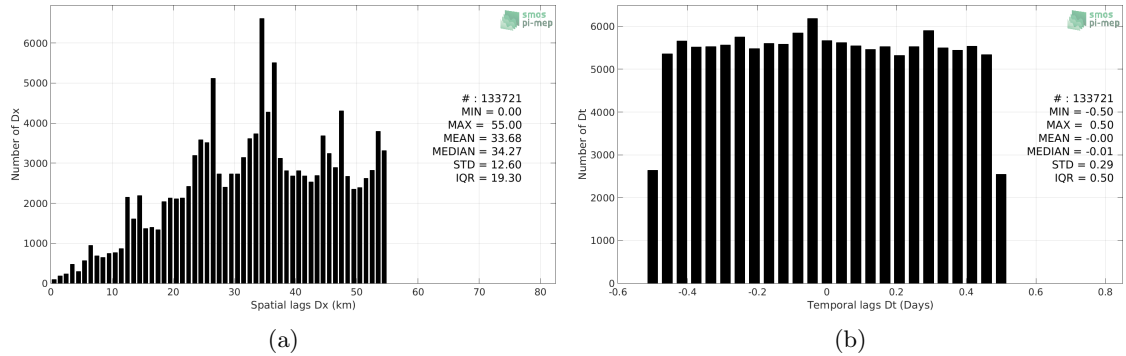 smos
pi-mep
Number of Dx
6000
5000
4000
3000
2000
1000
0
# : 133721
MIN = 0.00
MAX = 55.00
MEAN = 33.68
MEDIAN = 34.27
STD = 12.60
IQR = 19.30
0 10 20 30 40 50 60 70 80
Spatial lags Dx (km)
(a)
smos
pi-mep
Number of Dt
6000
5000
4000
3000
2000
1000
0
# : 133721
MIN = -0.50
MAX = 0.50
MEAN = -0.00
MEDIAN = -0.01
STD = 0.29
IQR = 0.50
-0.6 -0.4 -0.2 0 0.2 0.4 0.6 0.8
Temporal lags Dt (Days)
(b)